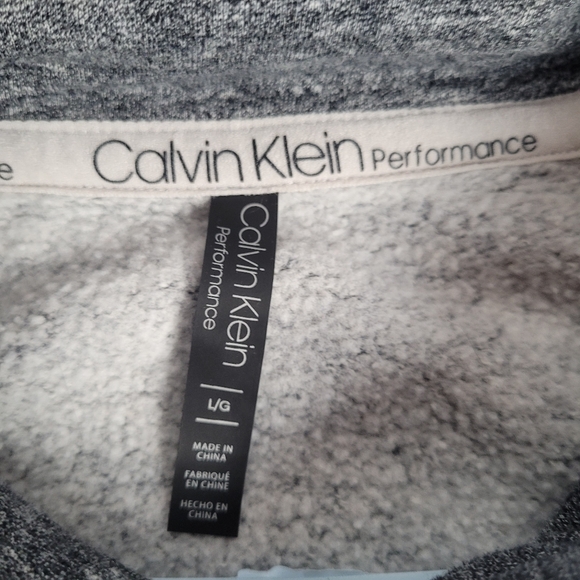 e Calvin Klein Performance
Calvin Klein
Performance
L/G
MADE IN
CHINA
FABRIQUÉ
EN CHINE
HECHO EN
CHINA